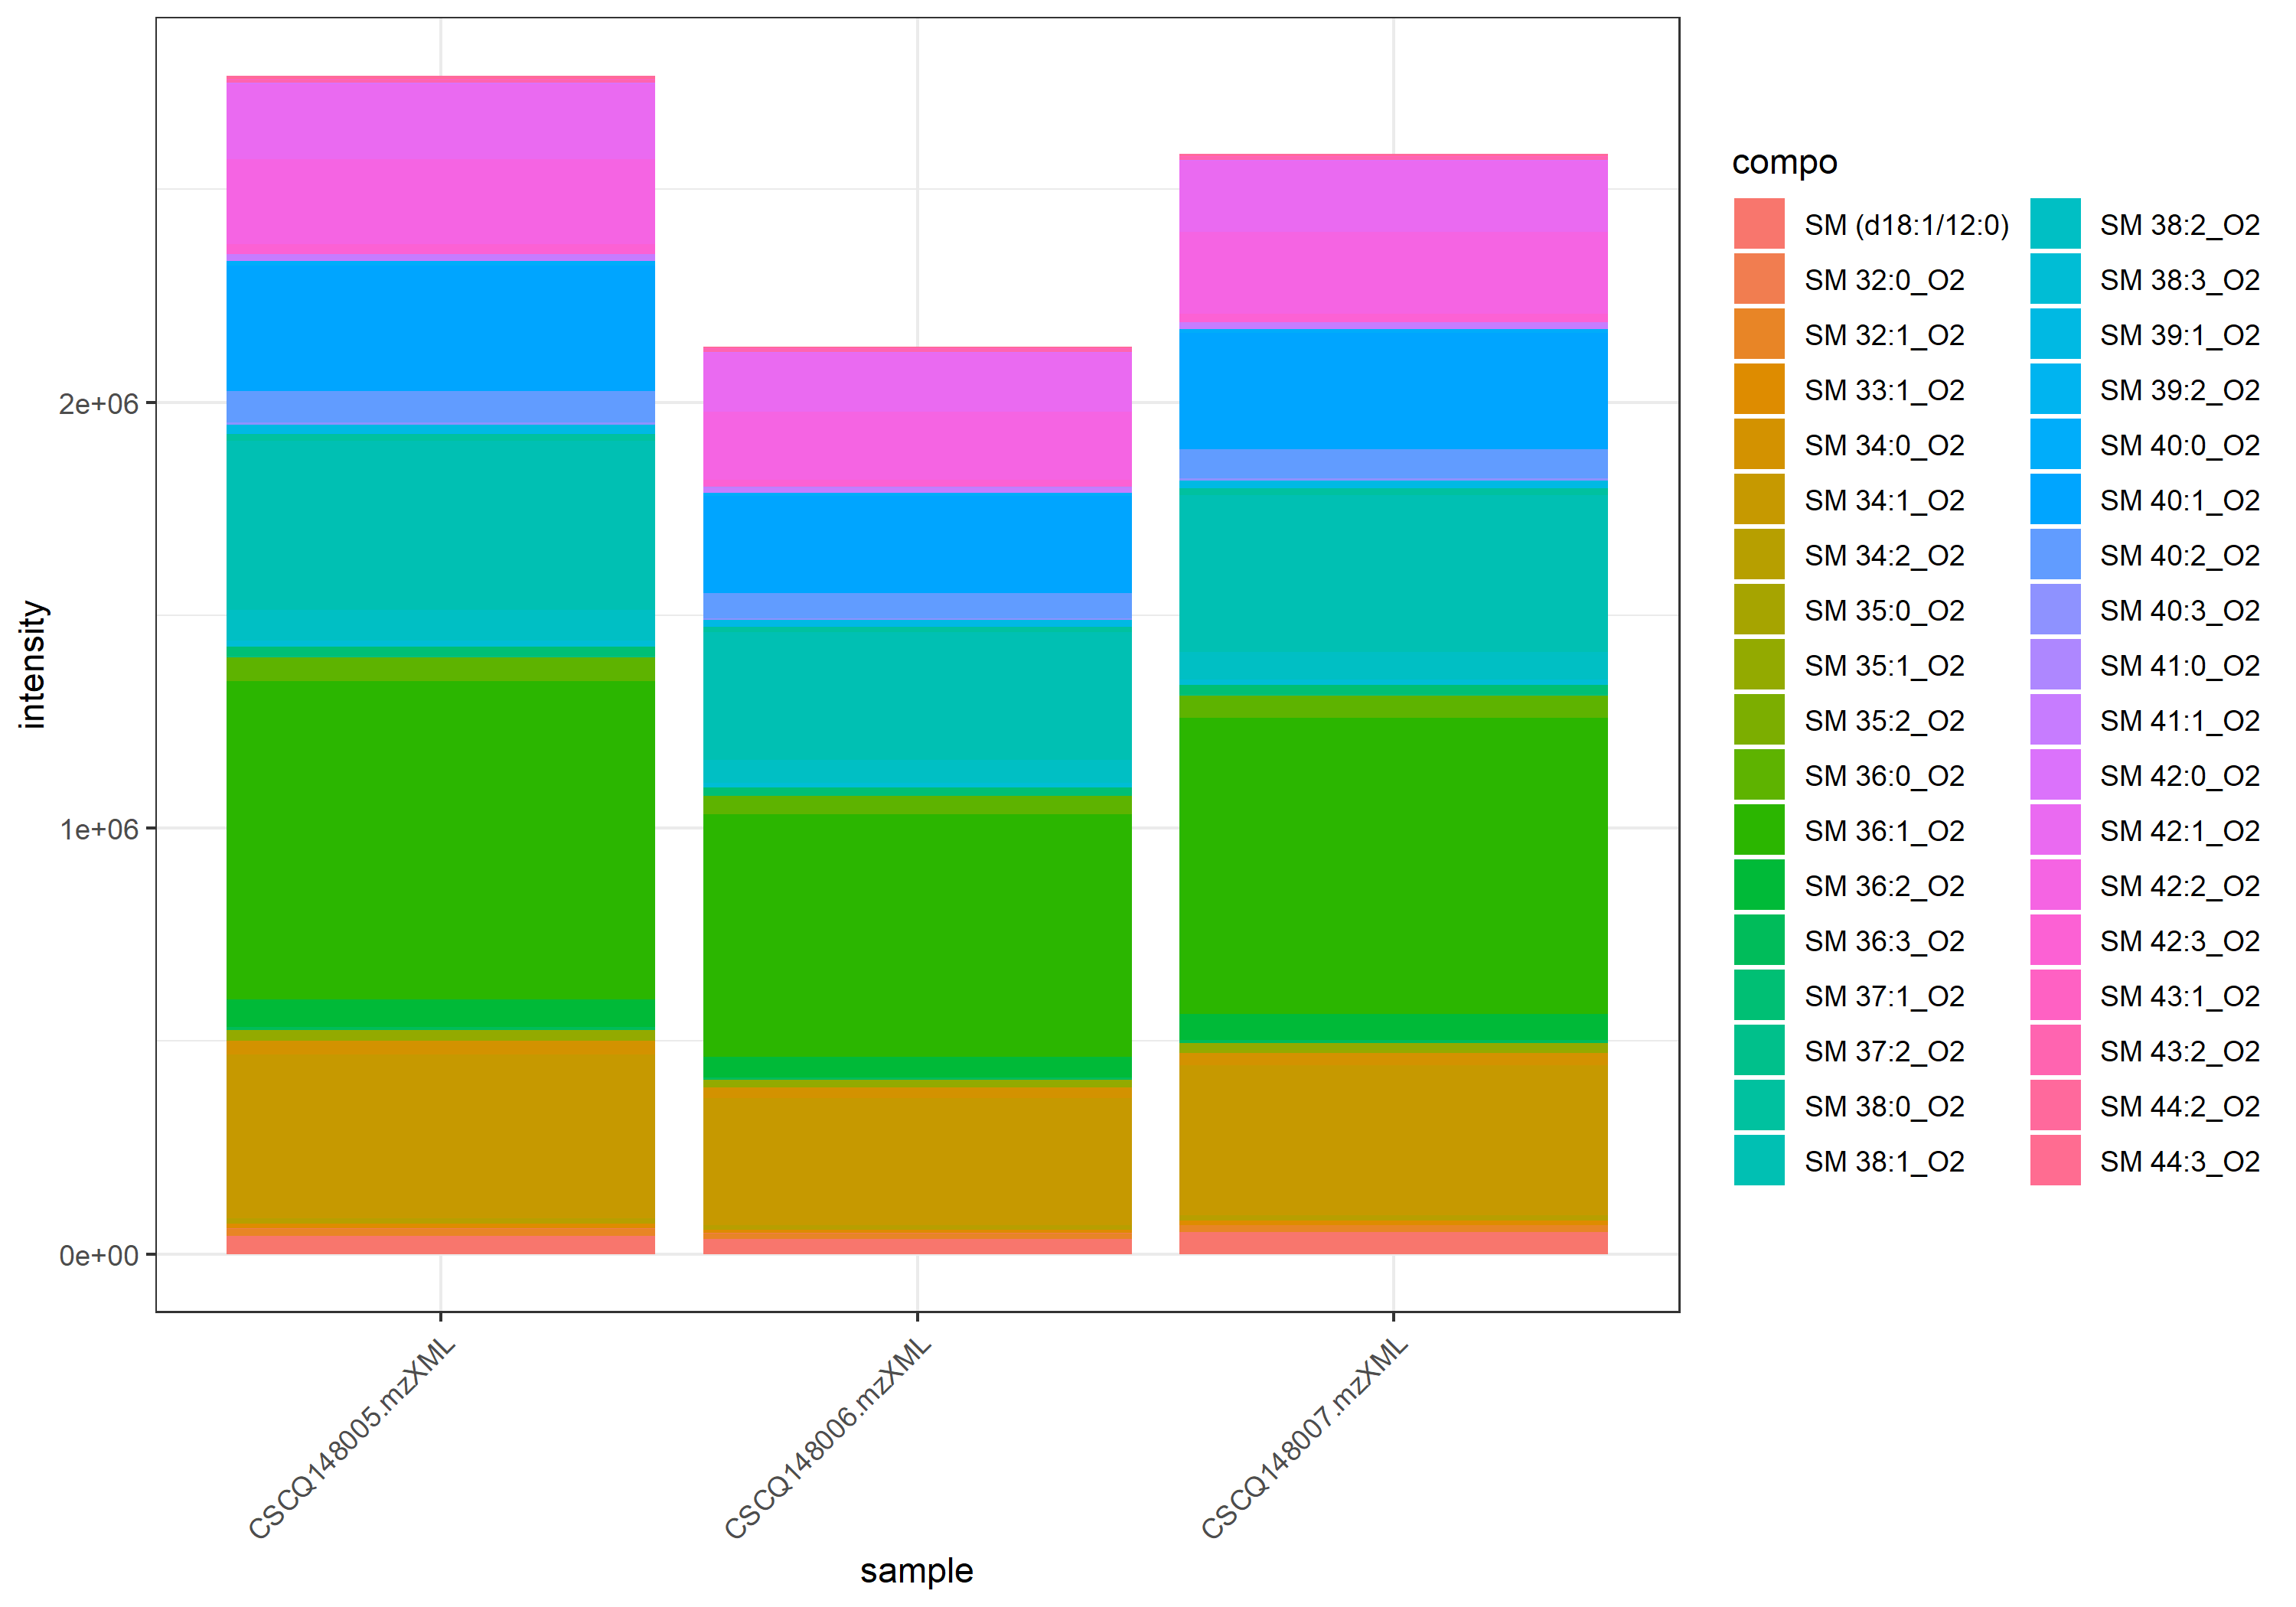 intensity
2e+06
1e+06
0e+00
CSCQ148005.mzXML
CSCQ148006.mzXML
CSCQ148007.mzXML
sample
compo
SM (d18:1/12:0)
SM 32:0_O2
SM 32:1_O2
SM 33:1_O2
SM 34:0_O2
SM 34:1_O2
SM 34:2_O2
SM 35:0_O2
SM 35:1_O2
SM 35:2_O2
SM 36:0_O2
SM 36:1_O2
SM 36:2_O2
SM 36:3_O2
SM 37:1_O2
SM 37:2_O2
SM 38:0_O2
SM 38:1_O2
SM 38:2_O2
SM 38:3_O2
SM 39:1_O2
SM 39:2_O2
SM 40:0_O2
SM 40:1_O2
SM 40:2_O2
SM 40:3_O2
SM 41:0_O2
SM 41:1_O2
SM 42:0_O2
SM 42:1_O2
SM 42:2_O2
SM 42:3_O2
SM 43:1_O2
SM 43:2_O2
SM 44:2_O2
SM 44:3_O2